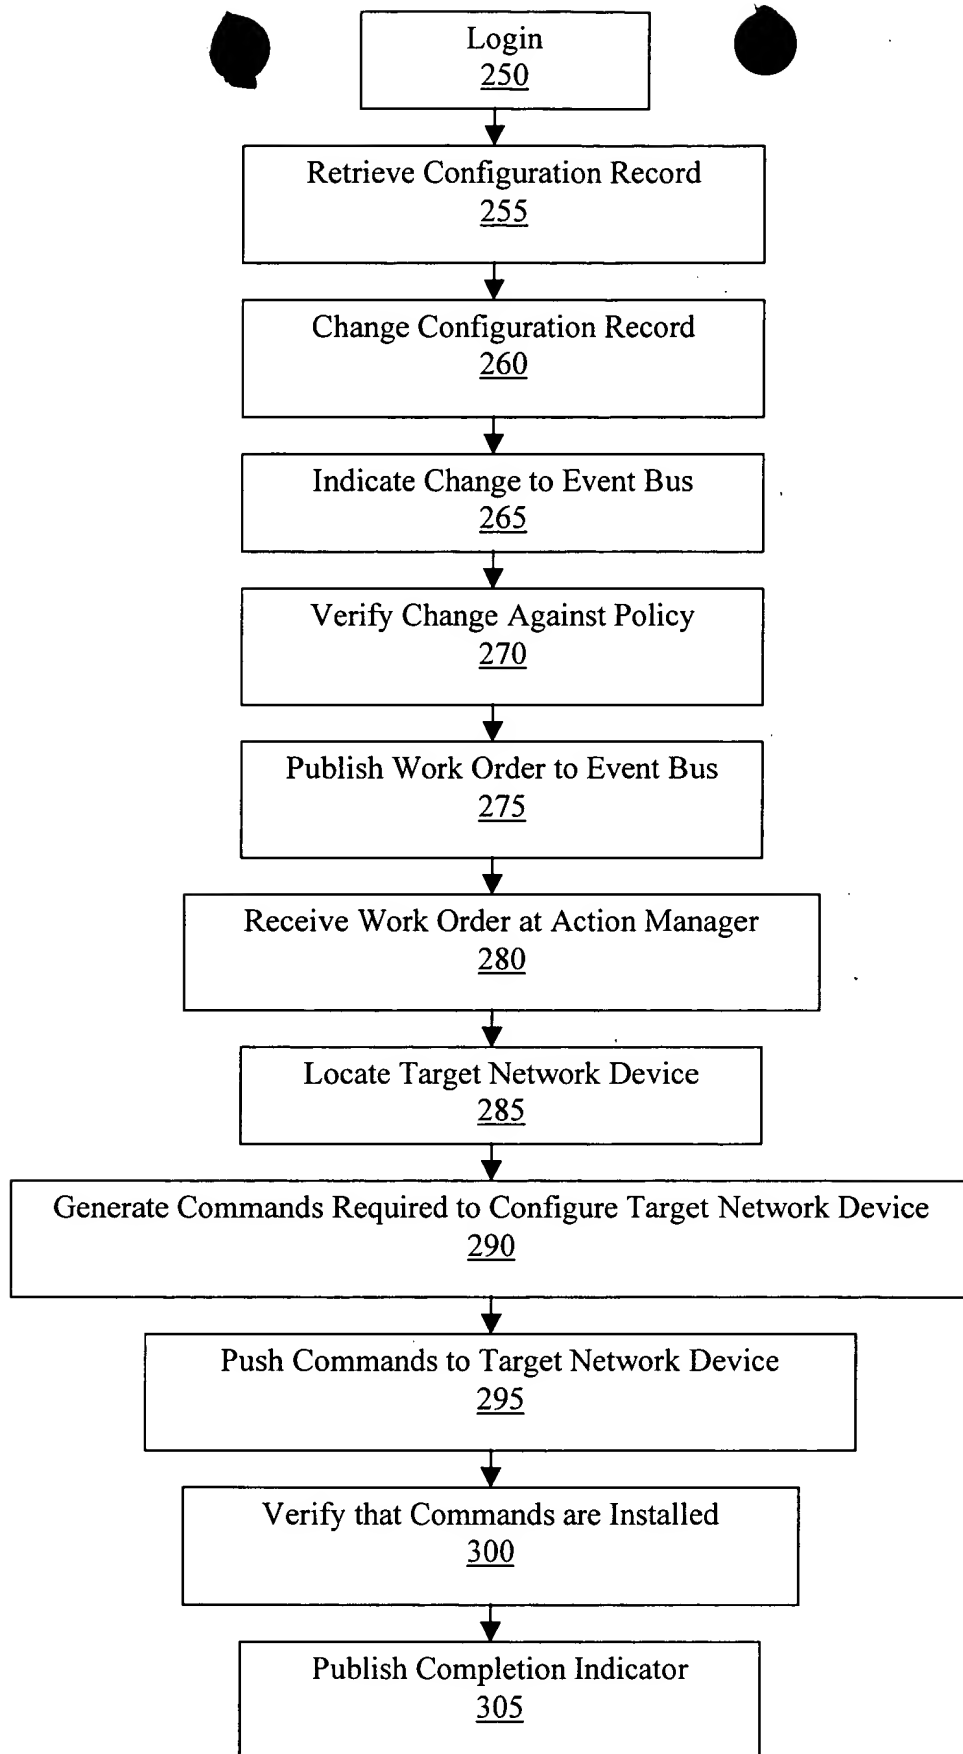 Login
250
Retrieve Configuration Record
255
Change Configuration Record
260
Indicate Change to Event Bus
265
Verify Change Against Policy
270
Publish Work Order to Event Bus
275
Receive Work Order at Action Manager
280
Locate Target Network Device
285
Generate Commands Required to Configure Target Network Device
290
Push Commands to Target Network Device
295
Verify that Commands are Installed
300
Publish Completion Indicator
305